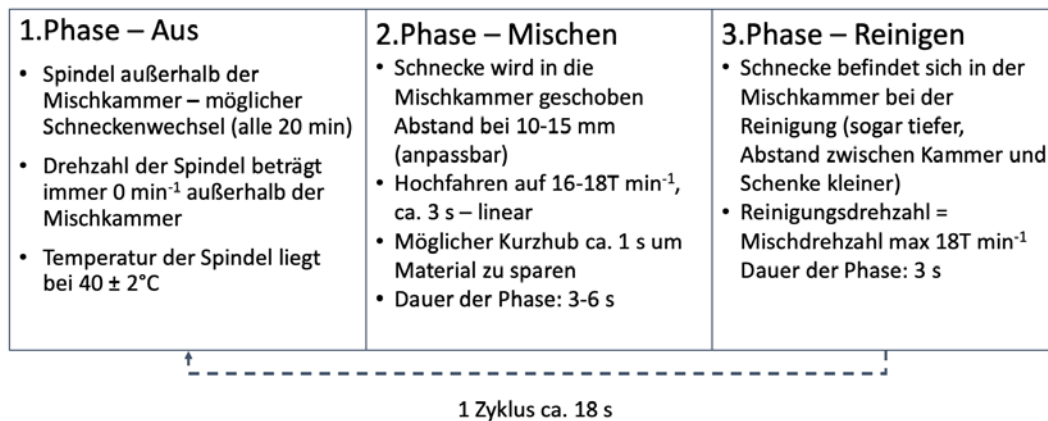 1.Phase – Aus
• Spindel außerhalb der
Mischkammer – möglicher
Schneckenwechsel (alle 20 min)
• Drehzahl der Spindel beträgt
immer 0 min⁻¹ außerhalb der
Mischkammer
• Temperatur der Spindel liegt
bei 40 ± 2°C
2.Phase – Mischen
• Schnecke wird in die
Mischkammer geschoben
Abstand bei 10-15 mm
(anpassbar)
• Hochfahren auf 16-18T min⁻¹,
ca. 3 s – linear
• Möglicher Kurzhub ca. 1 s um
Material zu sparen
• Dauer der Phase: 3-6 s
3.Phase – Reinigen
• Schnecke befindet sich in der
Mischkammer bei der
Reinigung (sogar tiefer,
Abstand zwischen Kammer und
Schenke kleiner)
• Reinigungsdrehzahl =
Mischdrehzahl max 18T min⁻¹
Dauer der Phase: 3 s
1 Zyklus ca. 18 s